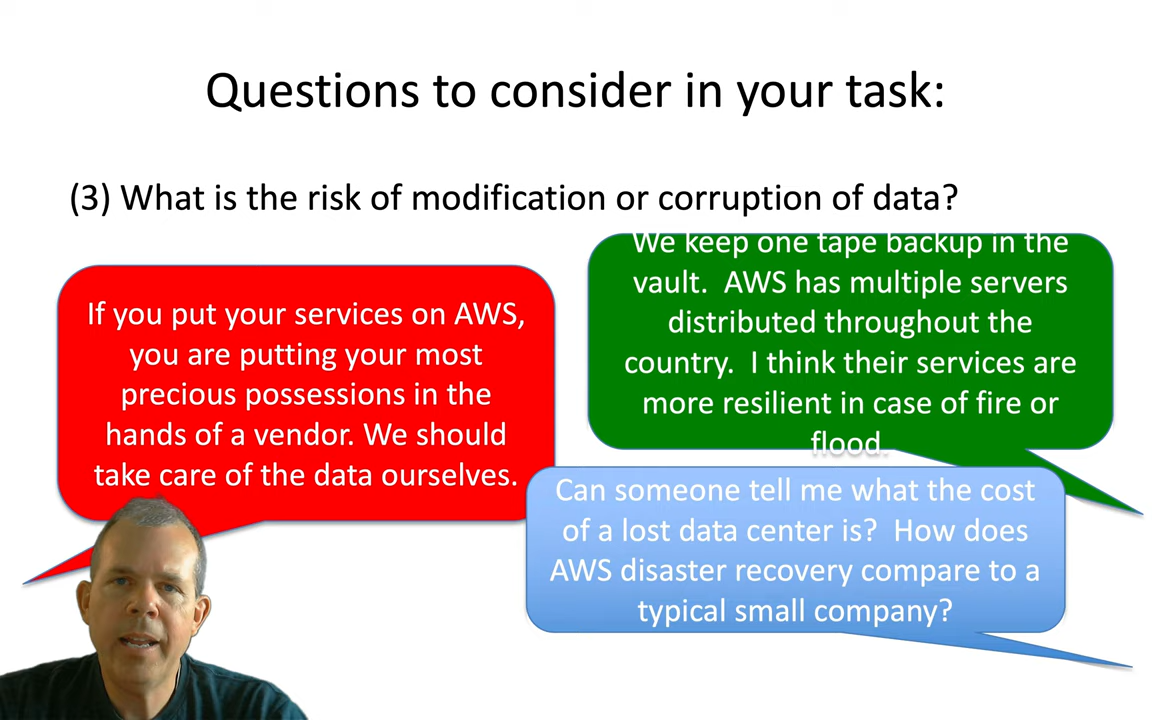 Questions to consider in your task:
(3) What is the risk of modification or corruption of data?
If you put your services on AWS,
you are putting your most
precious possessions in the
hands of a vendor. We should
take care of the data ourselves.
We keep one tape backup in the
vault.  AWS has multiple servers
distributed throughout the
country.  I think their services are
more resilient in case of fire or
flood.
Can someone tell me what the cost
of a lost data center is?  How does
AWS disaster recovery compare to a
typical small company?